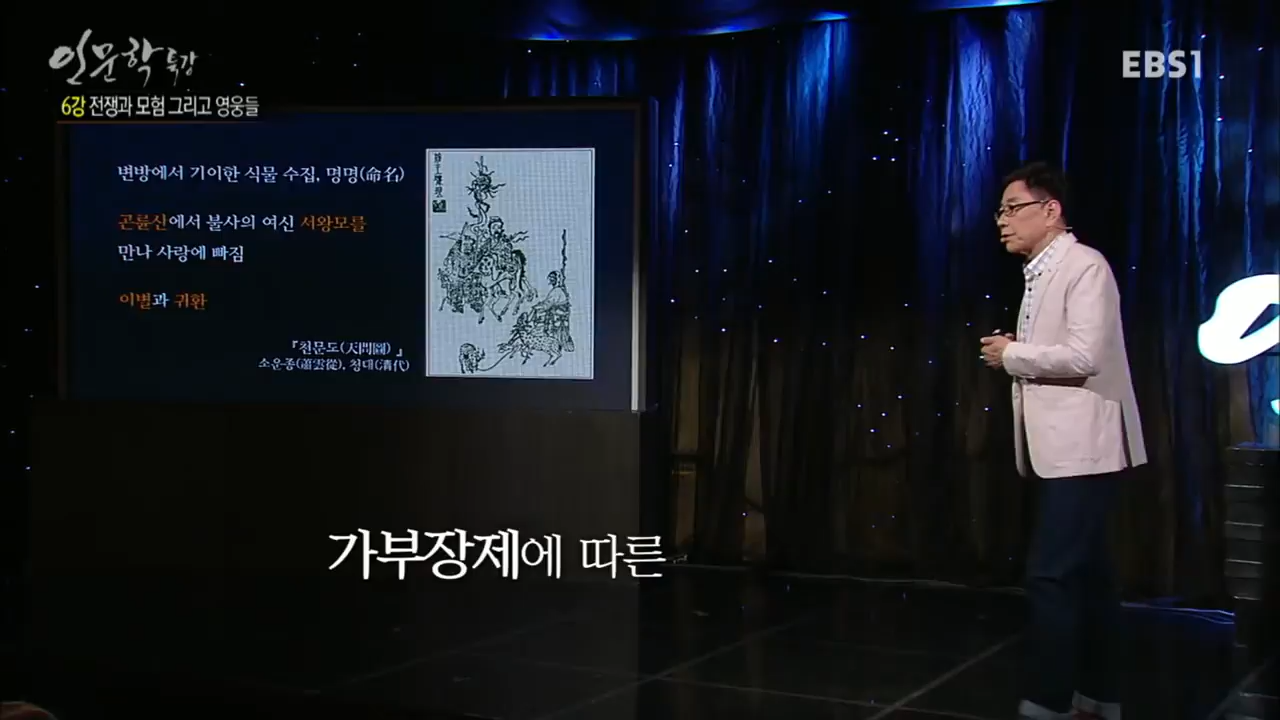 인문학 특강
EBS1
6강 전쟁과 모험 그리고 영웅들
변방에서 기이한 식물 수집, 명명(命名)
곤륜산에서 불사의 여신 서왕모를
만나 사랑에 빠짐
이별과 귀환
『천문도(天問圖)』
소운종(蕭雲從), 청대(淸代)
가부장제에 따른